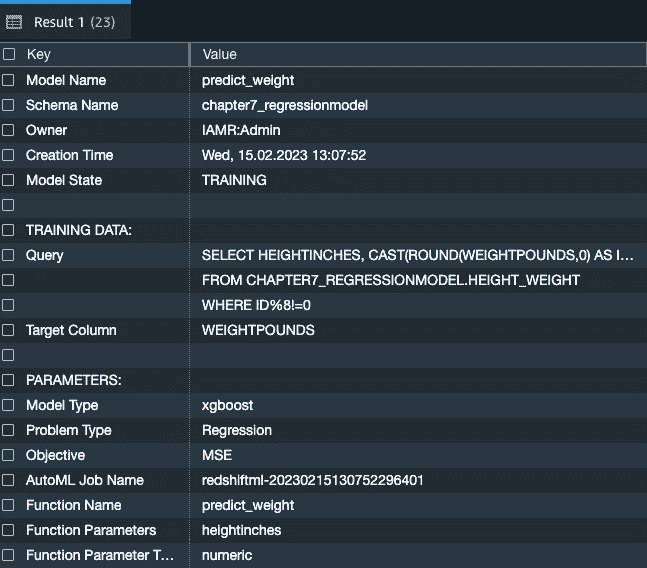 Result 1 (23)
Key Value
Model Name predict_weight
Schema Name chapter7_regressionmodel
Owner IAMR:Admin
Creation Time Wed, 15.02.2023 13:07:52
Model State TRAINING
TRAINING DATA:
Query SELECT HEIGHTINCHES, CAST(ROUND(WEIGHTPOUNDS,0) AS I...
FROM CHAPTER7_REGRESSIONMODEL.HEIGHT_WEIGHT
WHERE ID%8!=0
Target Column WEIGHTPOUNDS
PARAMETERS:
Model Type xgboost
Problem Type Regression
Objective MSE
AutoML Job Name redshiftml-20230215130752296401
Function Name predict_weight
Function Parameters heightinches
Function Parameter T... numeric